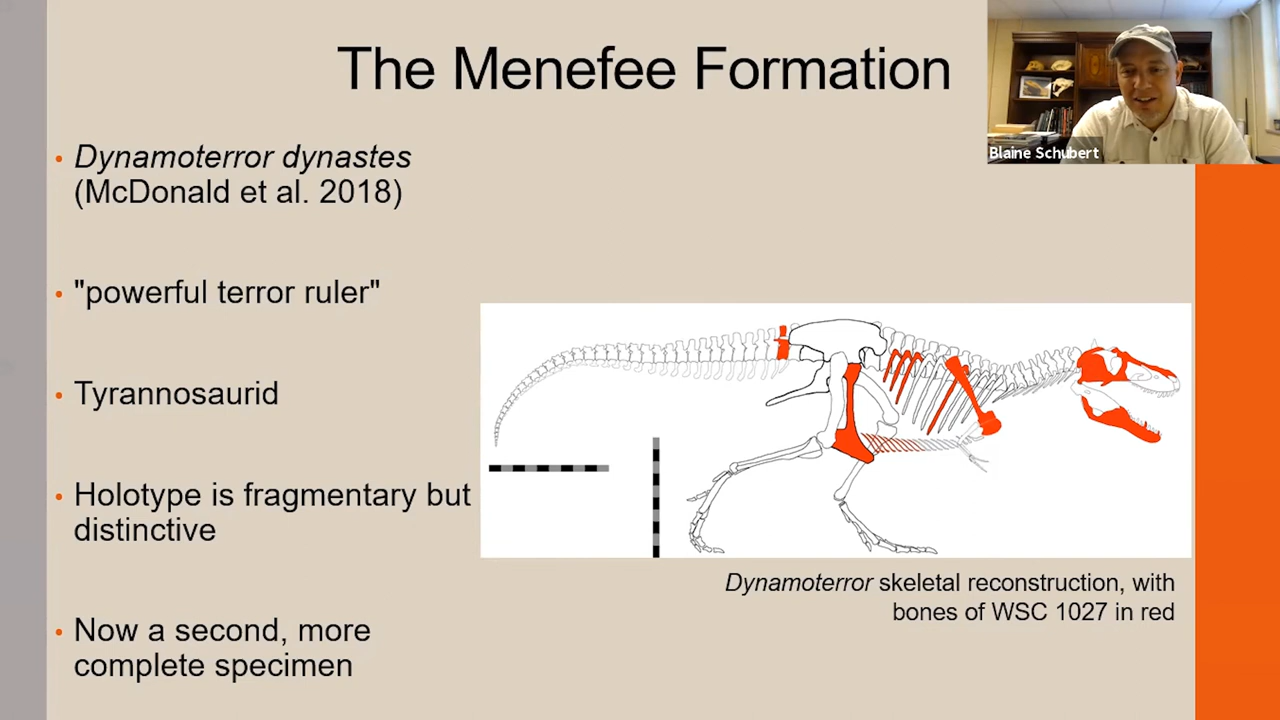 The Menefee Formation
Blaine Schubert
• Dynamoterror dynastes
(McDonald et al. 2018)
• "powerful terror ruler"
• Tyrannosaurid
• Holotype is fragmentary but
distinctive
• Now a second, more
complete specimen
Dynamoterror skeletal reconstruction, with
bones of WSC 1027 in red